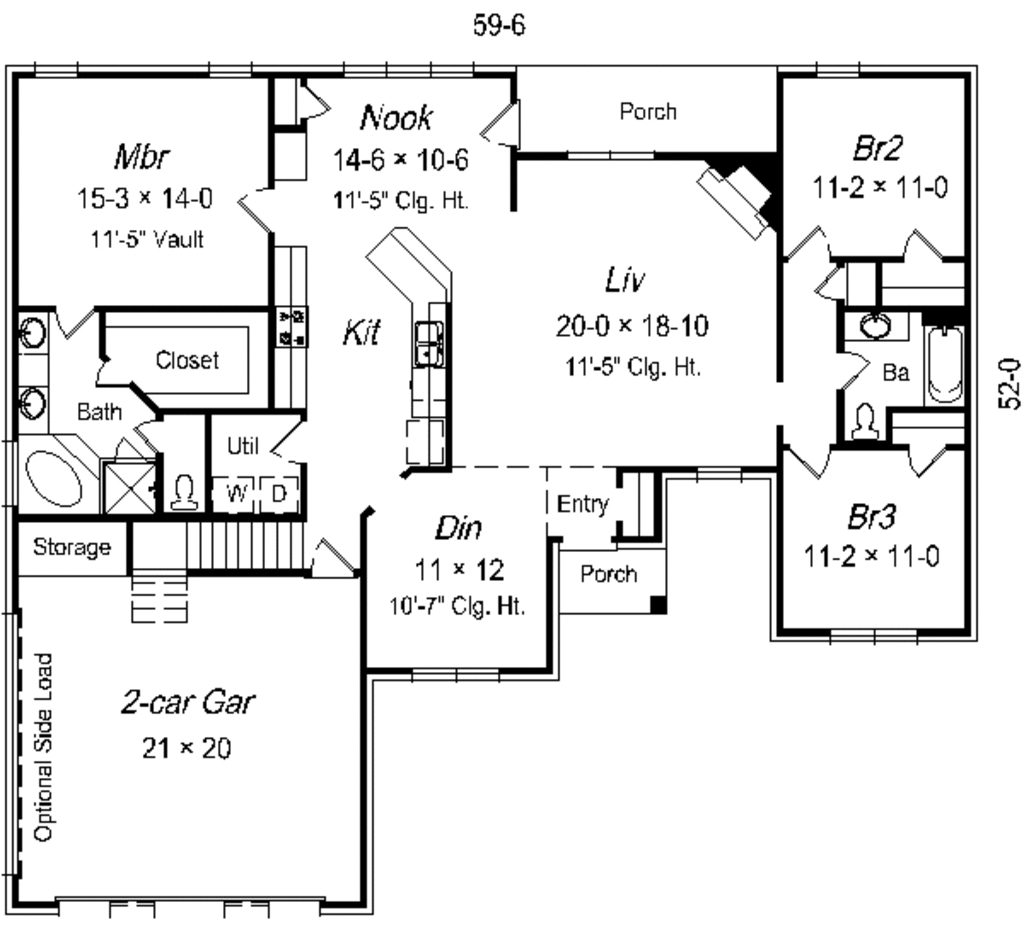 59-6
Mbr
15-3 × 14-0
11'-5" Vault
Nook
14-6 × 10-6
11'-5" Clg. Ht.
Porch
Br2
11-2 × 11-0
Liv
20-0 × 18-10
11'-5" Clg. Ht.
Kit
Closet
Bath
Util
W
D
Ba
52-0
Entry
Storage
Din
11 × 12
10'-7" Clg. Ht.
Porch
Br3
11-2 × 11-0
2-car Gar
21 × 20
Optional Side Load